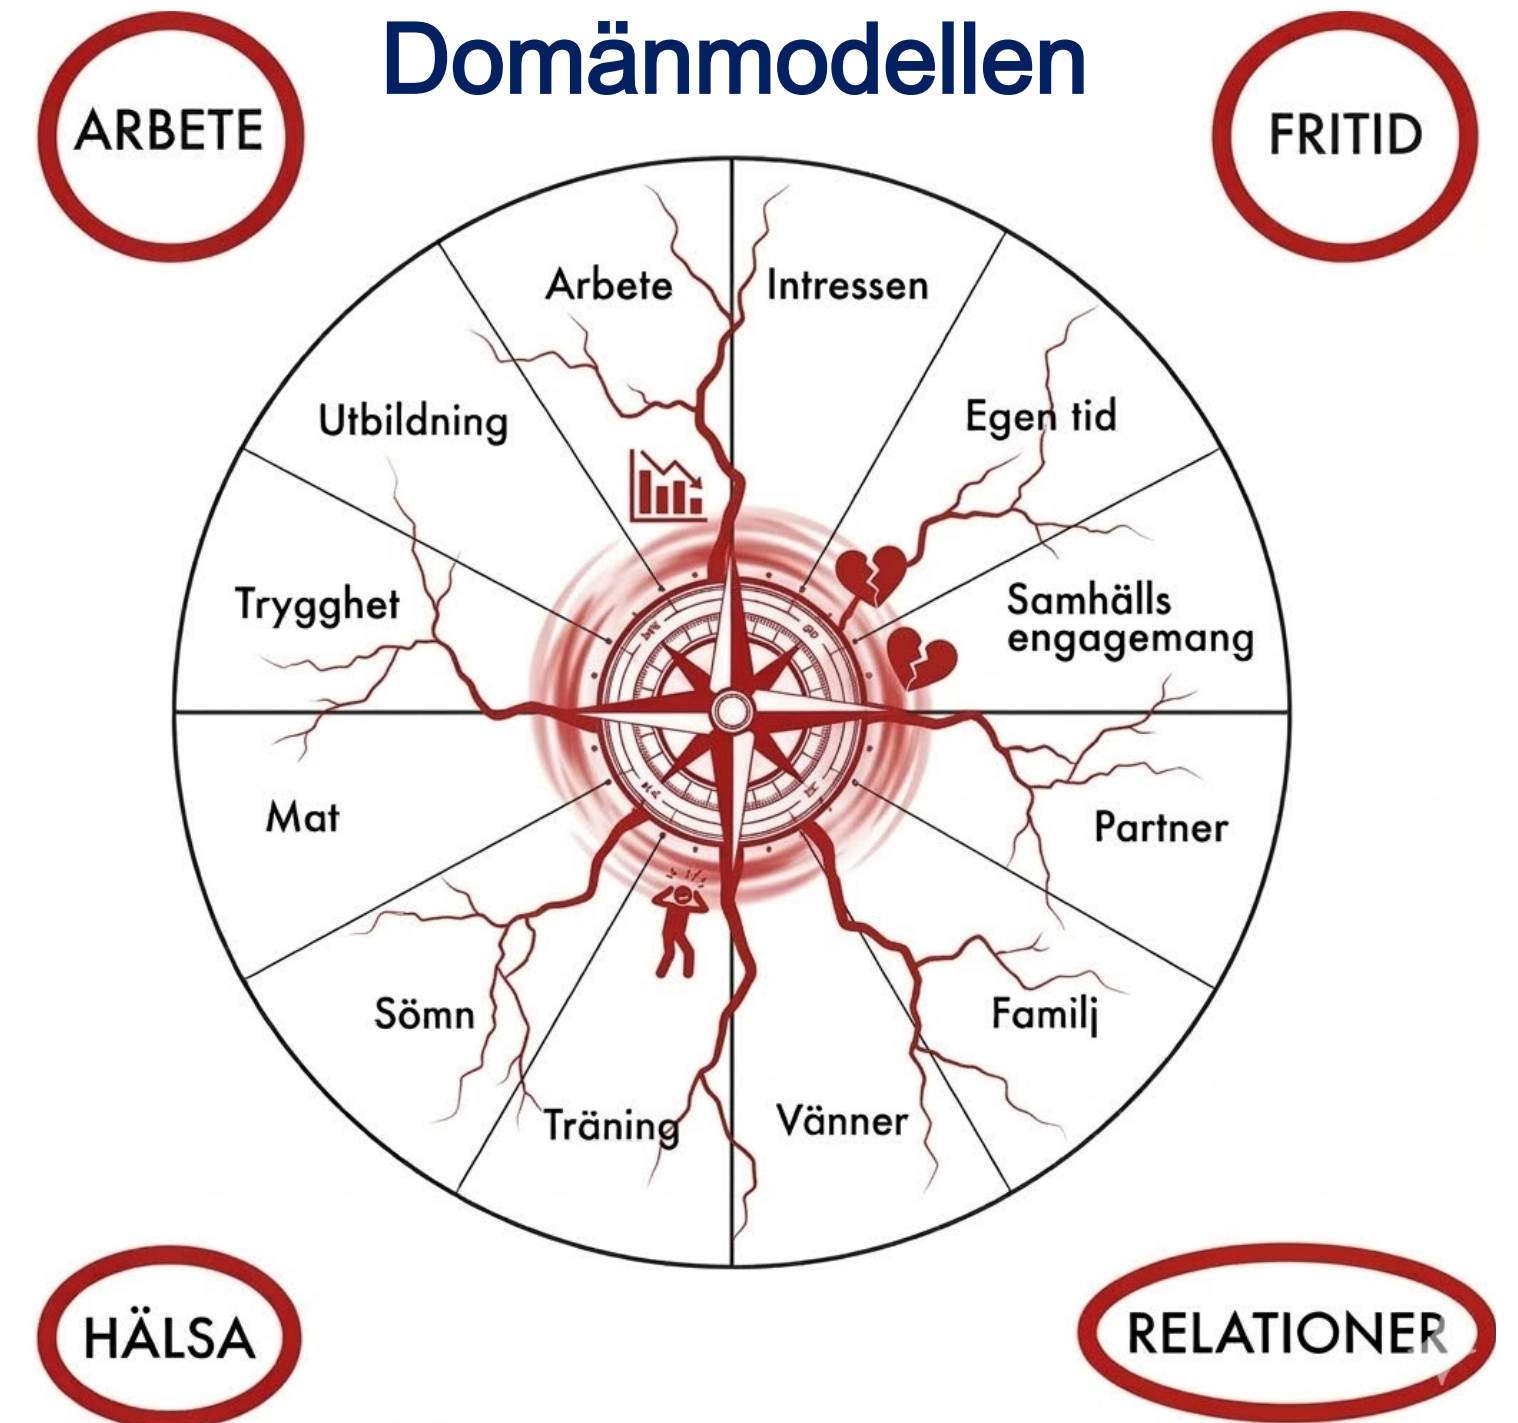 Domänmodellen
ARBETE
FRITID
Arbete
Intressen
Utbildning
Egen tid
Trygghet
Samhälls
engagemang
Mat
Partner
Sömn
Familj
Träning
Vänner
HÄLSA
RELATIONER